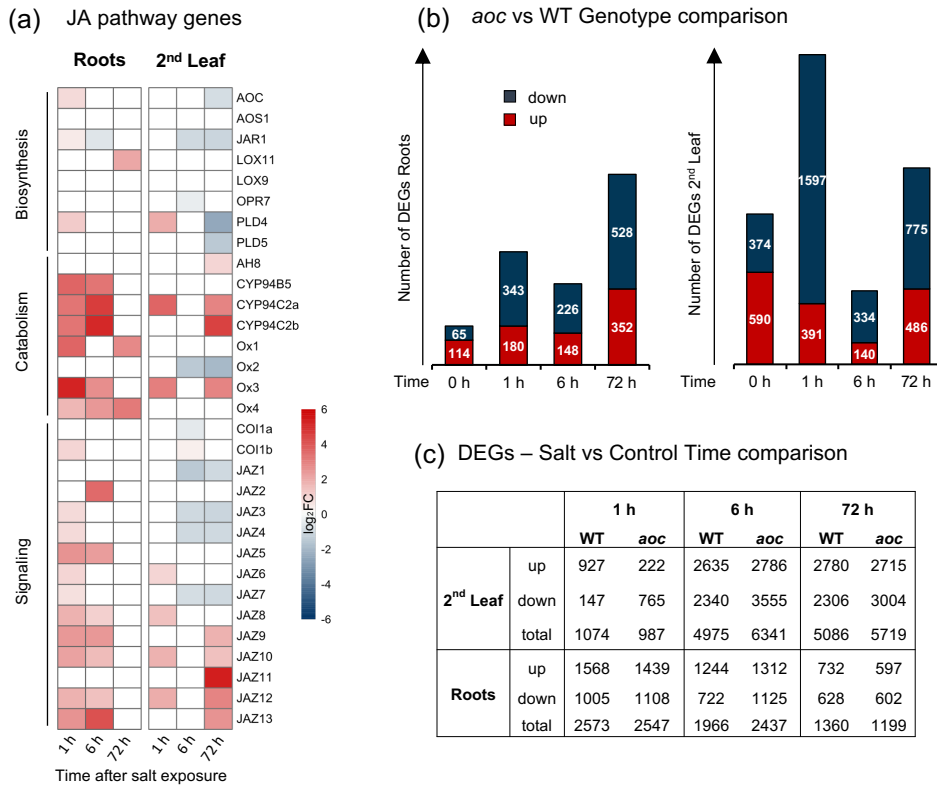 (a) JA pathway genes
Roots 2nd Leaf
Biosynthesis
AOC
AOS1
JAR1
LOX11
LOX9
OPR7
PLD4
PLD5
Catabolism
AH8
CYP94B5
CYP94C2a
CYP94C2b
Ox1
Ox2
Ox3
Ox4
Signaling
COI1a
COI1b
JAZ1
JAZ2
JAZ3
JAZ4
JAZ5
JAZ6
JAZ7
JAZ8
JAZ9
JAZ10
JAZ11
JAZ12
JAZ13
1 h 6 h 72 h 1 h 6 h 72 h
Time after salt exposure
log2FC
6
4
2
0
-2
-4
-6
(b) aoc vs WT Genotype comparison
Number of DEGs Roots
down
up
65
114
343
180
226
148
528
352
Time 0 h 1 h 6 h 72 h
Number of DEGs 2nd Leaf
374
590
1597
391
334
140
775
486
Time 0 h 1 h 6 h 72 h
(c) DEGs – Salt vs Control Time comparison
1 h 6 h 72 h
WT aoc WT aoc WT aoc
2nd Leaf
up 927 222 2635 2786 2780 2715
down 147 765 2340 3555 2306 3004
total 1074 987 4975 6341 5086 5719
Roots
up 1568 1439 1244 1312 732 597
down 1005 1108 722 1125 628 602
total 2573 2547 1966 2437 1360 1199